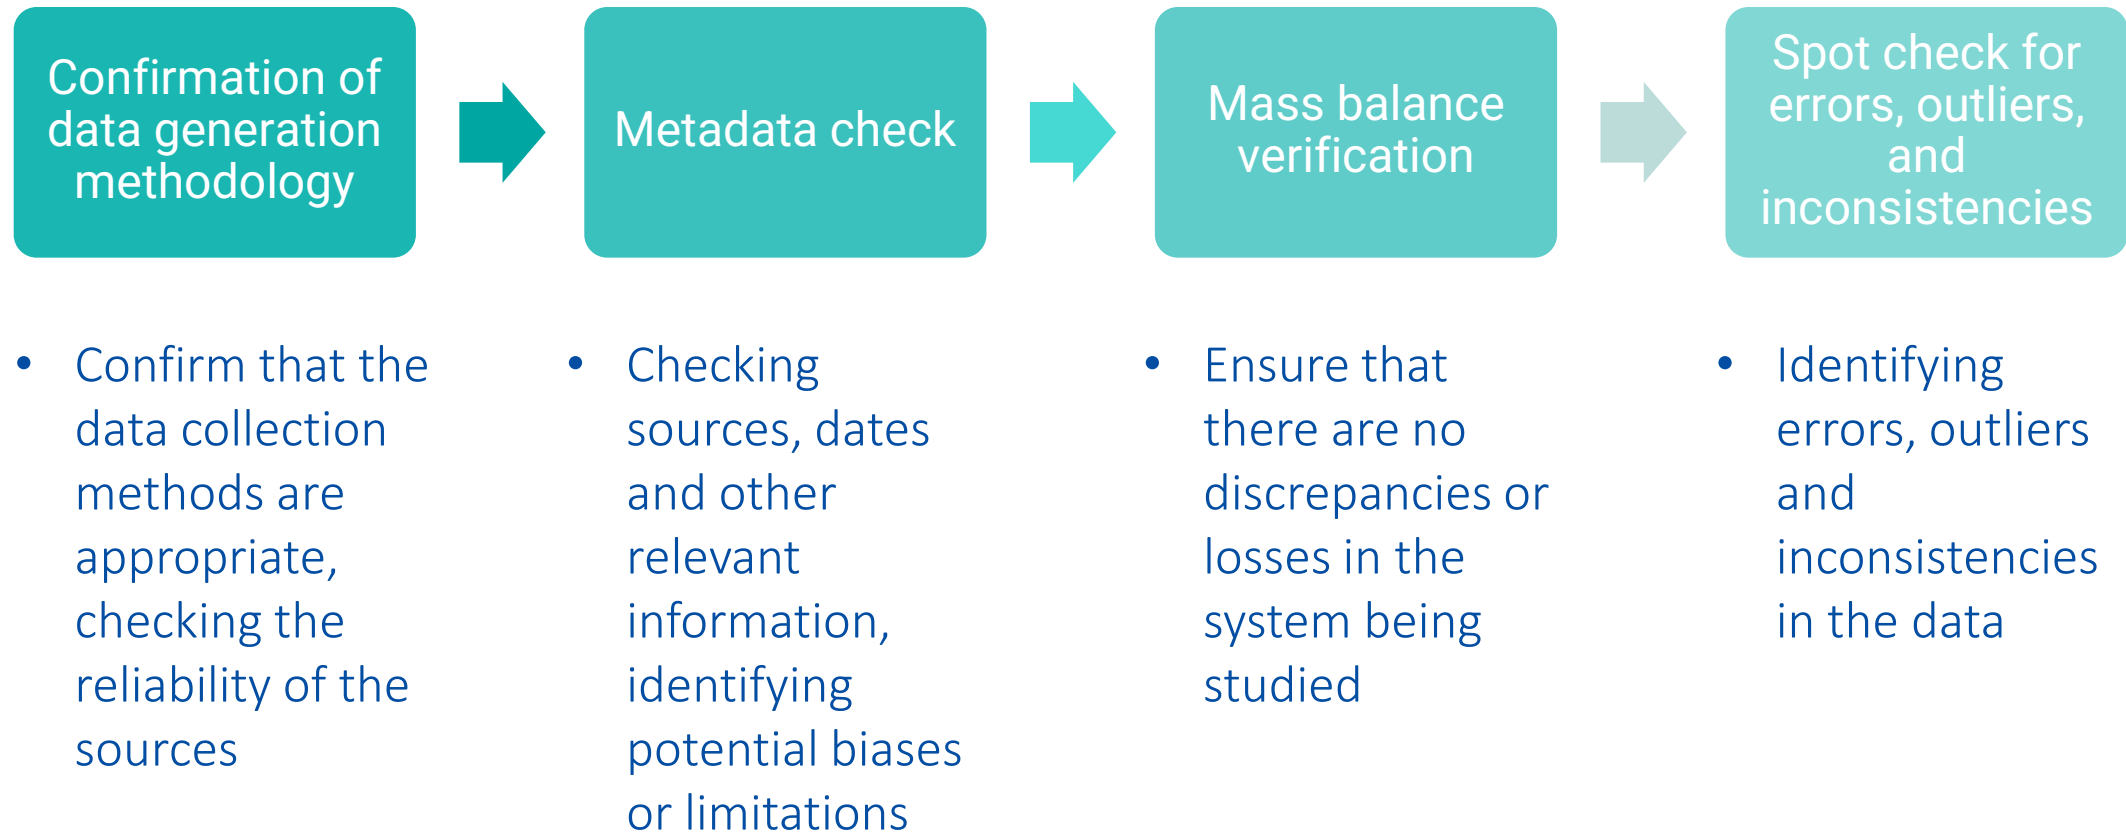 Confirmation of
data generation
methodology
Metadata check
Mass balance
verification
Spot check for
errors, outliers,
and
inconsistencies
• Confirm that the
data collection
methods are
appropriate,
checking the
reliability of the
sources
• Checking
sources, dates
and other
relevant
information,
identifying
potential biases
or limitations
• Ensure that
there are no
discrepancies or
losses in the
system being
studied
• Identifying
errors, outliers
and
inconsistencies
in the data